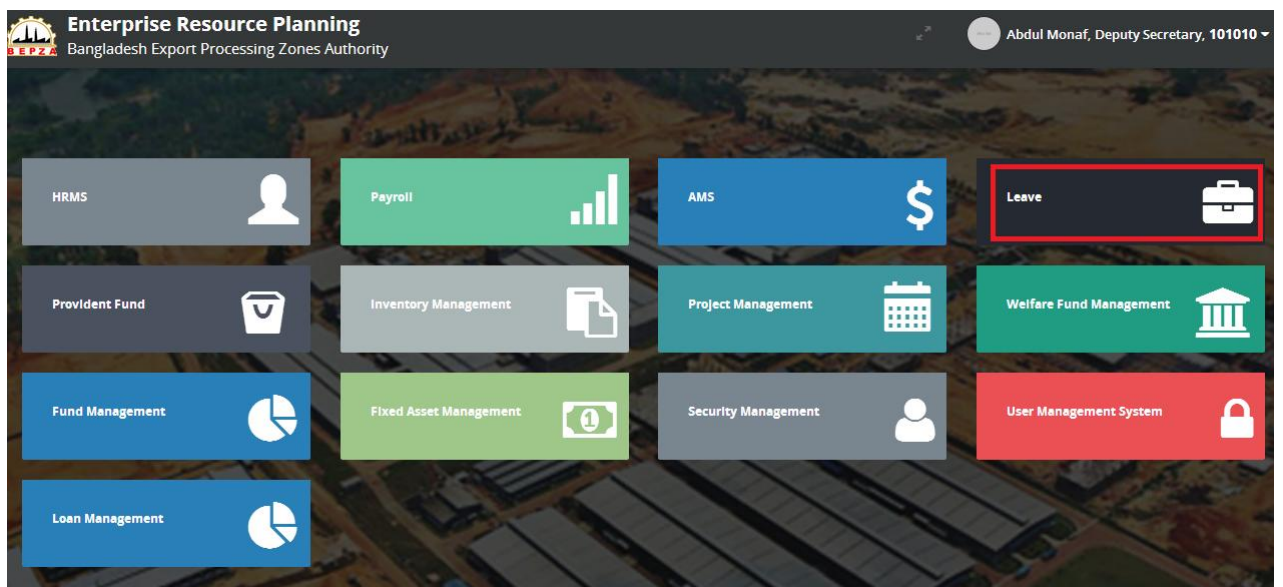 Enterprise Resource Planning
Bangladesh Export Processing Zones Authority
BEPZA
Abdul Monaf, Deputy Secretary, 101010
HRMS
Payroll
AMS
$
Leave
Provident Fund
Inventory Management
Project Management
Welfare Fund Management
Fund Management
Fixed Asset Management
1
Security Management
User Management System
Loan Management